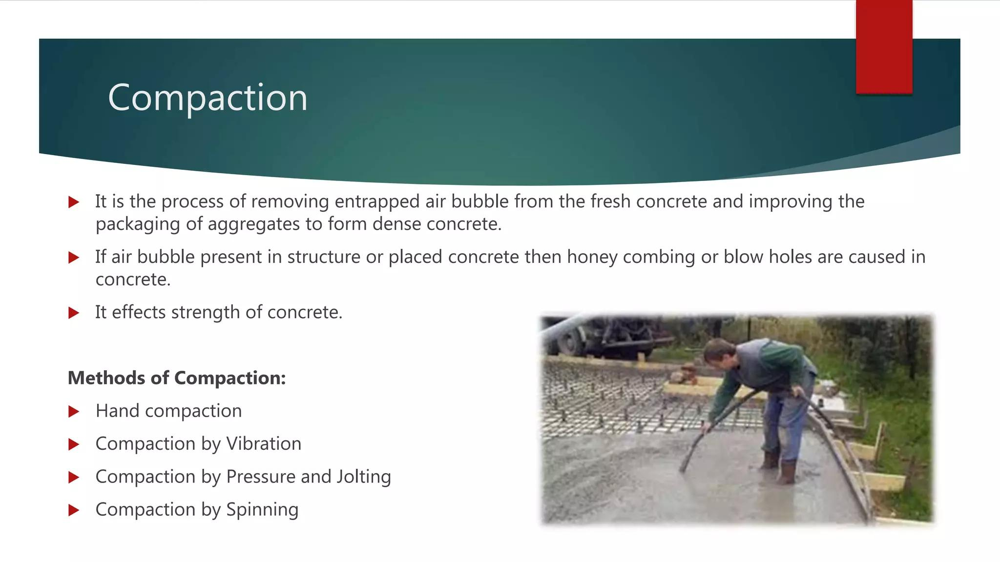 Compaction
It is the process of removing entrapped air bubble from the fresh concrete and improving the
packaging of aggregates to form dense concrete.
If air bubble present in structure or placed concrete then honey combing or blow holes are caused in
concrete.
It effects strength of concrete.
Methods of Compaction:
Hand compaction
Compaction by Vibration
Compaction by Pressure and Jolting
Compaction by Spinning